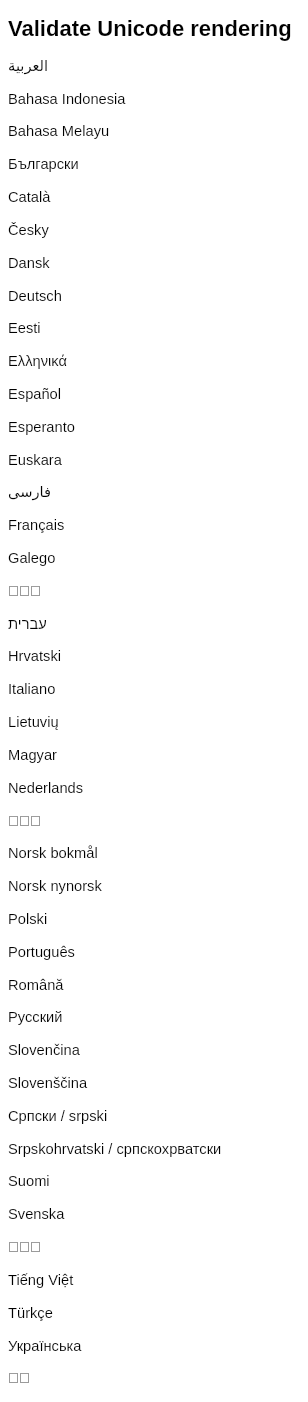 Validate Unicode rendering
العربية
Bahasa Indonesia
Bahasa Melayu
Български
Català
Česky
Dansk
Deutsch
Eesti
Ελληνικά
Español
Esperanto
Euskara
فارسی
Français
Galego
עברית
Hrvatski
Italiano
Lietuvių
Magyar
Nederlands
Norsk bokmål
Norsk nynorsk
Polski
Português
Română
Русский
Slovenčina
Slovenščina
Српски / srpski
Srpskohrvatski / српскохрватски
Suomi
Svenska
Tiếng Việt
Türkçe
Українська